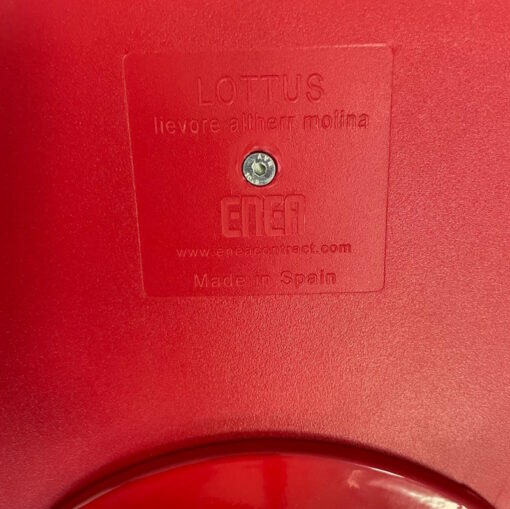 LOTTUS
lievore altherr molina
ENEA
www.eneacontract.com
Made in Spain